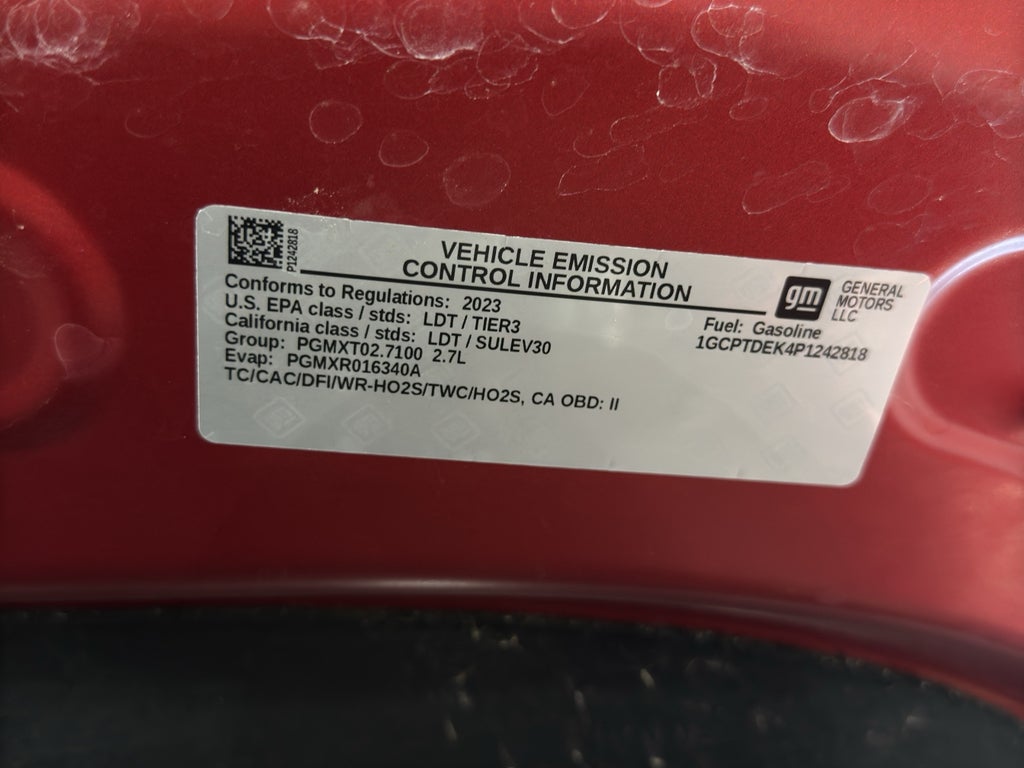 P1242818
VEHICLE EMISSION
CONTROL INFORMATION
gm
GENERAL
MOTORS
LLC
Conforms to Regulations: 2023
U.S. EPA class / stds: LDT / TIER3
California class / stds: LDT / SULEV30
Group: PGMXT02.7100 2.7L
Evap: PGMXR016340A
TC/CAC/DFI/WR-HO2S/TWC/HO2S, CA OBD: II
Fuel: Gasoline
1GCPTDEK4P1242818